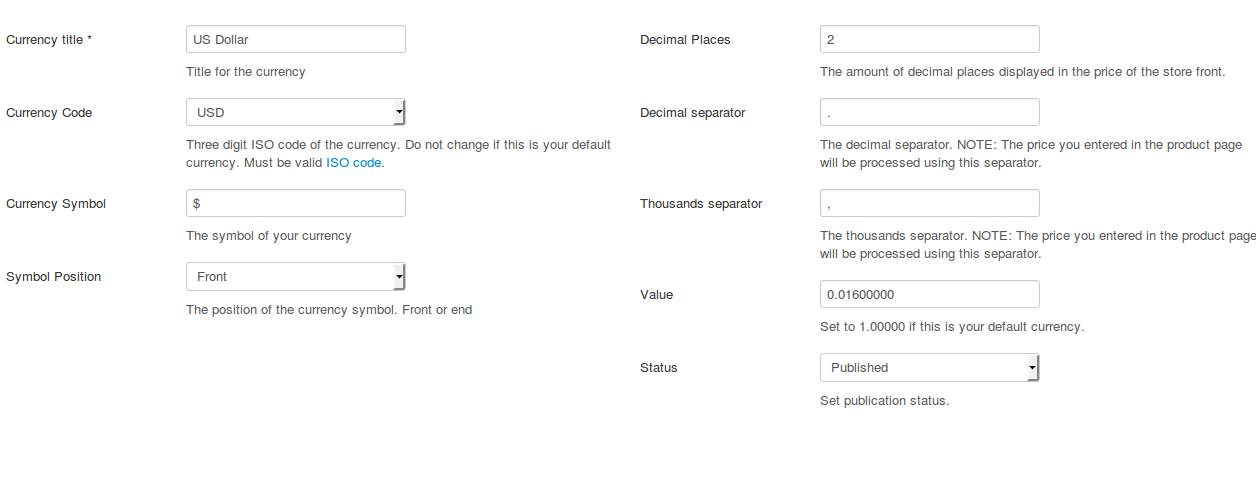 Currency title *
US Dollar
Title for the currency
Currency Code
USD
Three digit ISO code of the currency. Do not change if this is your default
currency. Must be valid ISO code.
Currency Symbol
$
The symbol of your currency
Symbol Position
Front
The position of the currency symbol. Front or end
Decimal Places
2
The amount of decimal places displayed in the price of the store front.
Decimal separator
.
The decimal separator. NOTE: The price you entered in the product page
will be processed using this separator.
Thousands separator
,
The thousands separator. NOTE: The price you entered in the product page
will be processed using this separator.
Value
0.01600000
Set to 1.00000 if this is your default currency.
Status
Published
Set publication status.